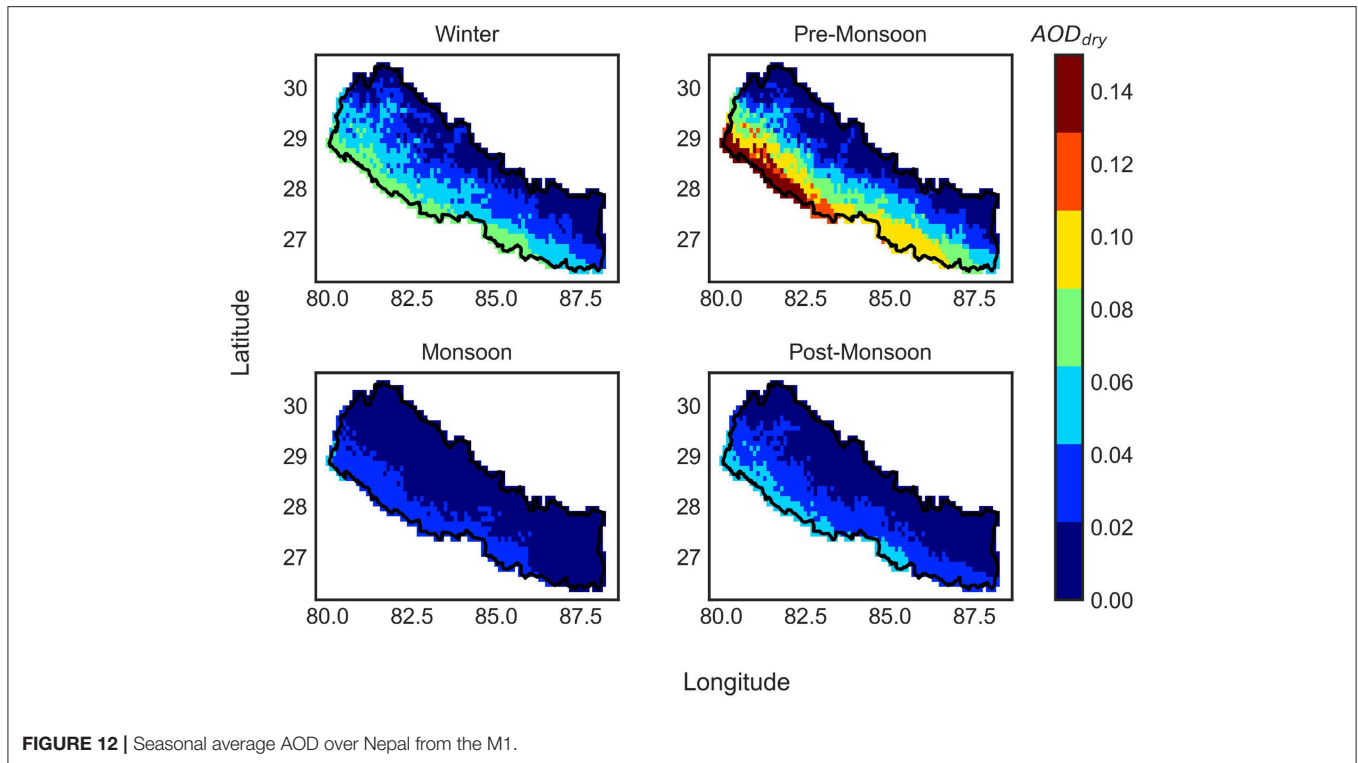 Winter
Pre-Monsoon
AOD_dry
30
29
28
27
80.0 82.5 85.0 87.5
80.0 82.5 85.0 87.5
0.14
0.12
0.10
0.08
0.06
0.04
0.02
0.00
Latitude
Monsoon
Post-Monsoon
30
29
28
27
30
29
28
27
30
29
28
27
80.0 82.5 85.0 87.5
80.0 82.5 85.0 87.5
Longitude
FIGURE 12 | Seasonal average AOD over Nepal from the M1.